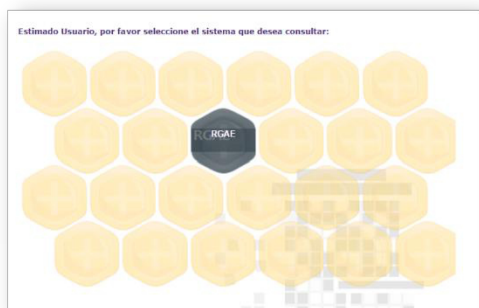 Estimado Usuario, por favor seleccione el sistema que desea consultar:
RGAE